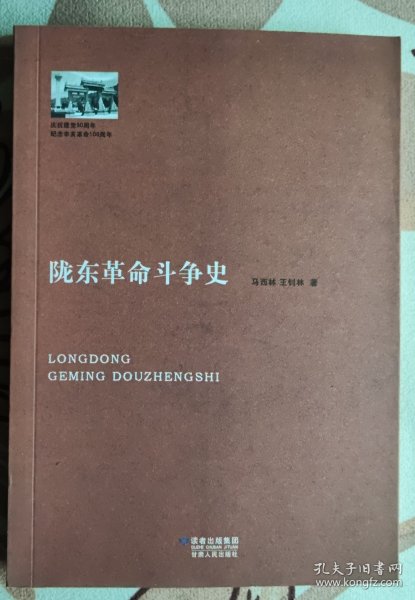 庆祝建党90周年
纪念辛亥革命100周年
陇东革命斗争史
马西林 王钊林 著
LONGDONG
GEMING DOUZHENGSHI
读者出版集团
DUZHE CHUBAN JITUAN
甘肃人民出版社
孔夫子旧书网
www.kongfz.com